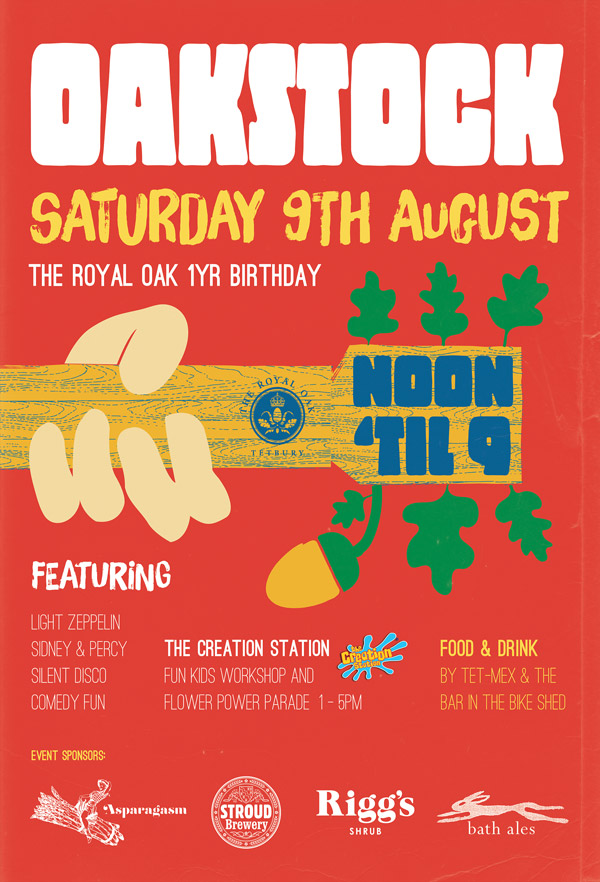 OAKSTOCK
SATURDAY 9TH AUGUST
THE ROYAL OAK 1YR BIRTHDAY
THE ROYAL OAK
TETBURY
NOON
'TIL 9
FEATURING
LIGHT ZEPPELIN
SIDNEY & PERCY
SILENT DISCO
COMEDY FUN
THE CREATION STATION
the Creation Station
FUN KIDS WORKSHOP AND
FLOWER POWER PARADE 1 - 5PM
FOOD & DRINK
BY TET-MEX & THE
BAR IN THE BIKE SHED
EVENT SPONSORS:
Asparagasm
STROUD
Brewery
Rigg's
SHRUB
bath ales